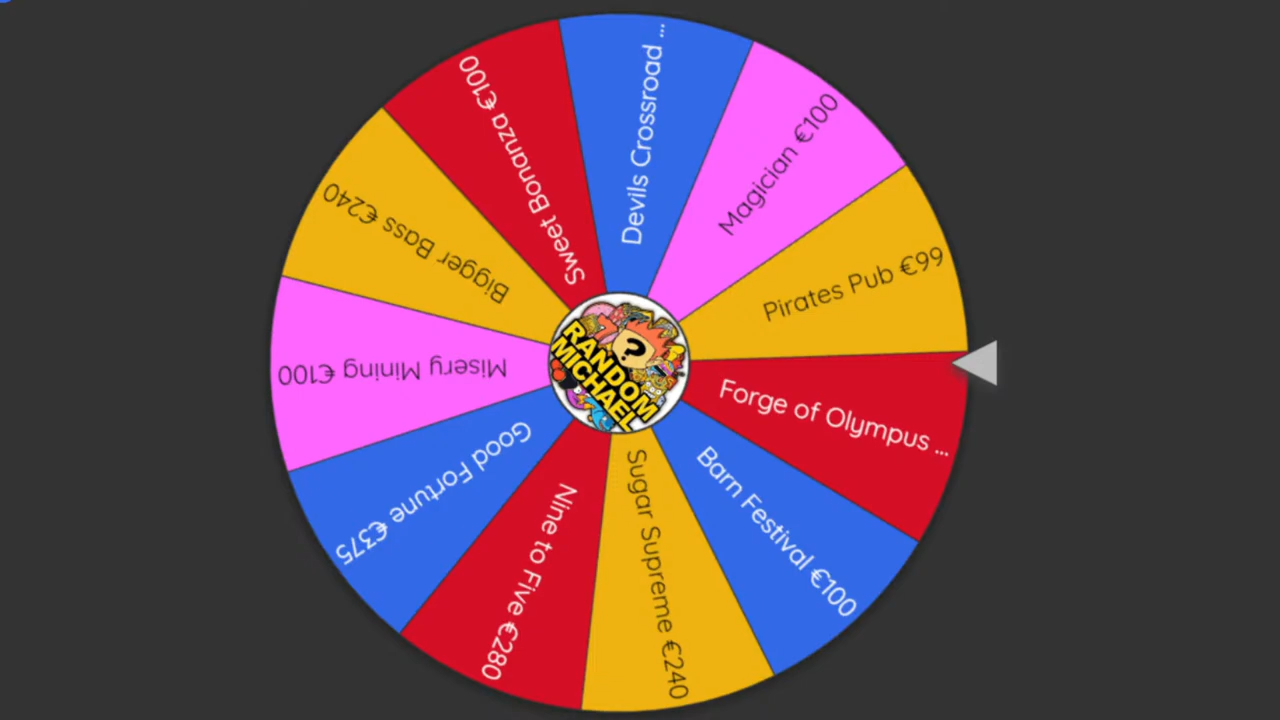 Devils Crossroad ...
Magician €100
Pirates Pub €99
Forge of Olympus ...
Barn Festival €100
Sugar Supreme €240
Nine to Five €280
Good Fortune €375
Misery Mining €100
Bigger Bass €240
Sweet Bonanza €100
?
RANDOM
MICHAEL